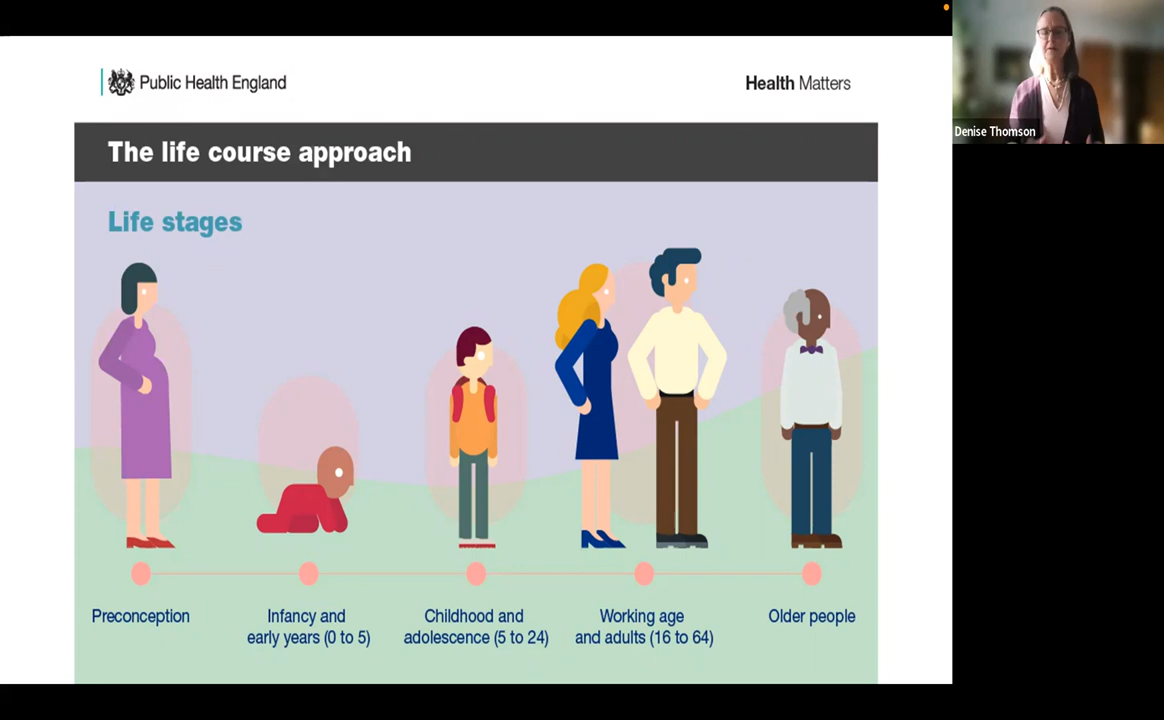 Public Health England
Health Matters
Denise Thomson
The life course approach
Life stages
Preconception
Infancy and
early years (0 to 5)
Childhood and
adolescence (5 to 24)
Working age
and adults (16 to 64)
Older people